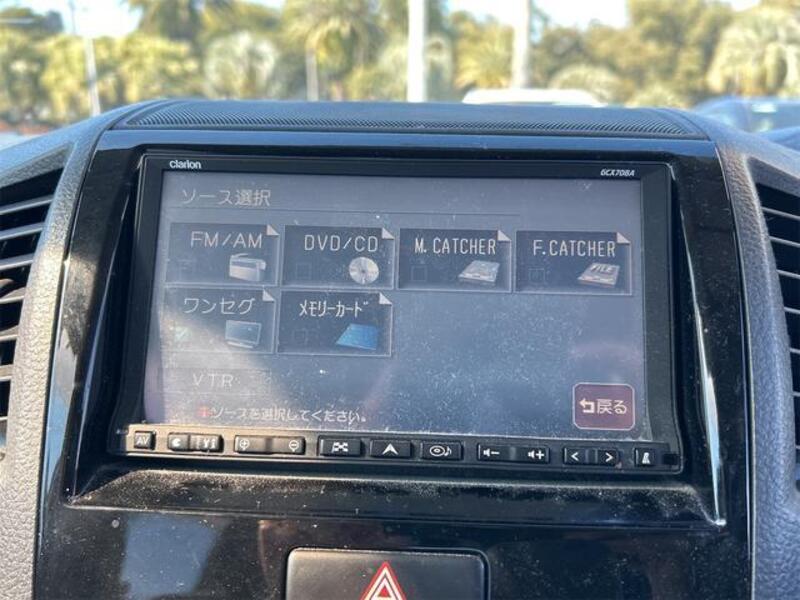 Clarion
GCX708A
ソース選択
FM/AM
DVD/CD
M. CATCHER
F. CATCHER
FILE
ワンセグ
メモリーカード
VTR
ソースを選択してください。
戻る
AV